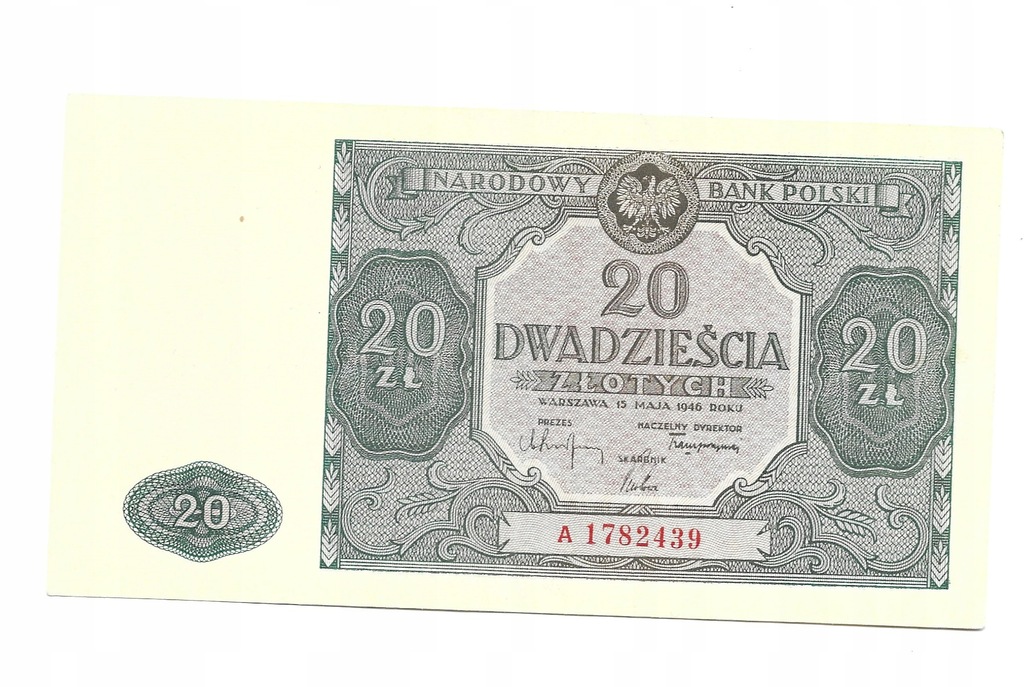 NARODOWY BANK POLSKI
20
DWADZIEŚCIA
ZŁOTYCH
WARSZAWA 15 MAJA 1946 ROKU
PREZES NACZELNY DYREKTOR
SKARBNIK
20 ZŁ
20 ZŁ
A 1782439
20